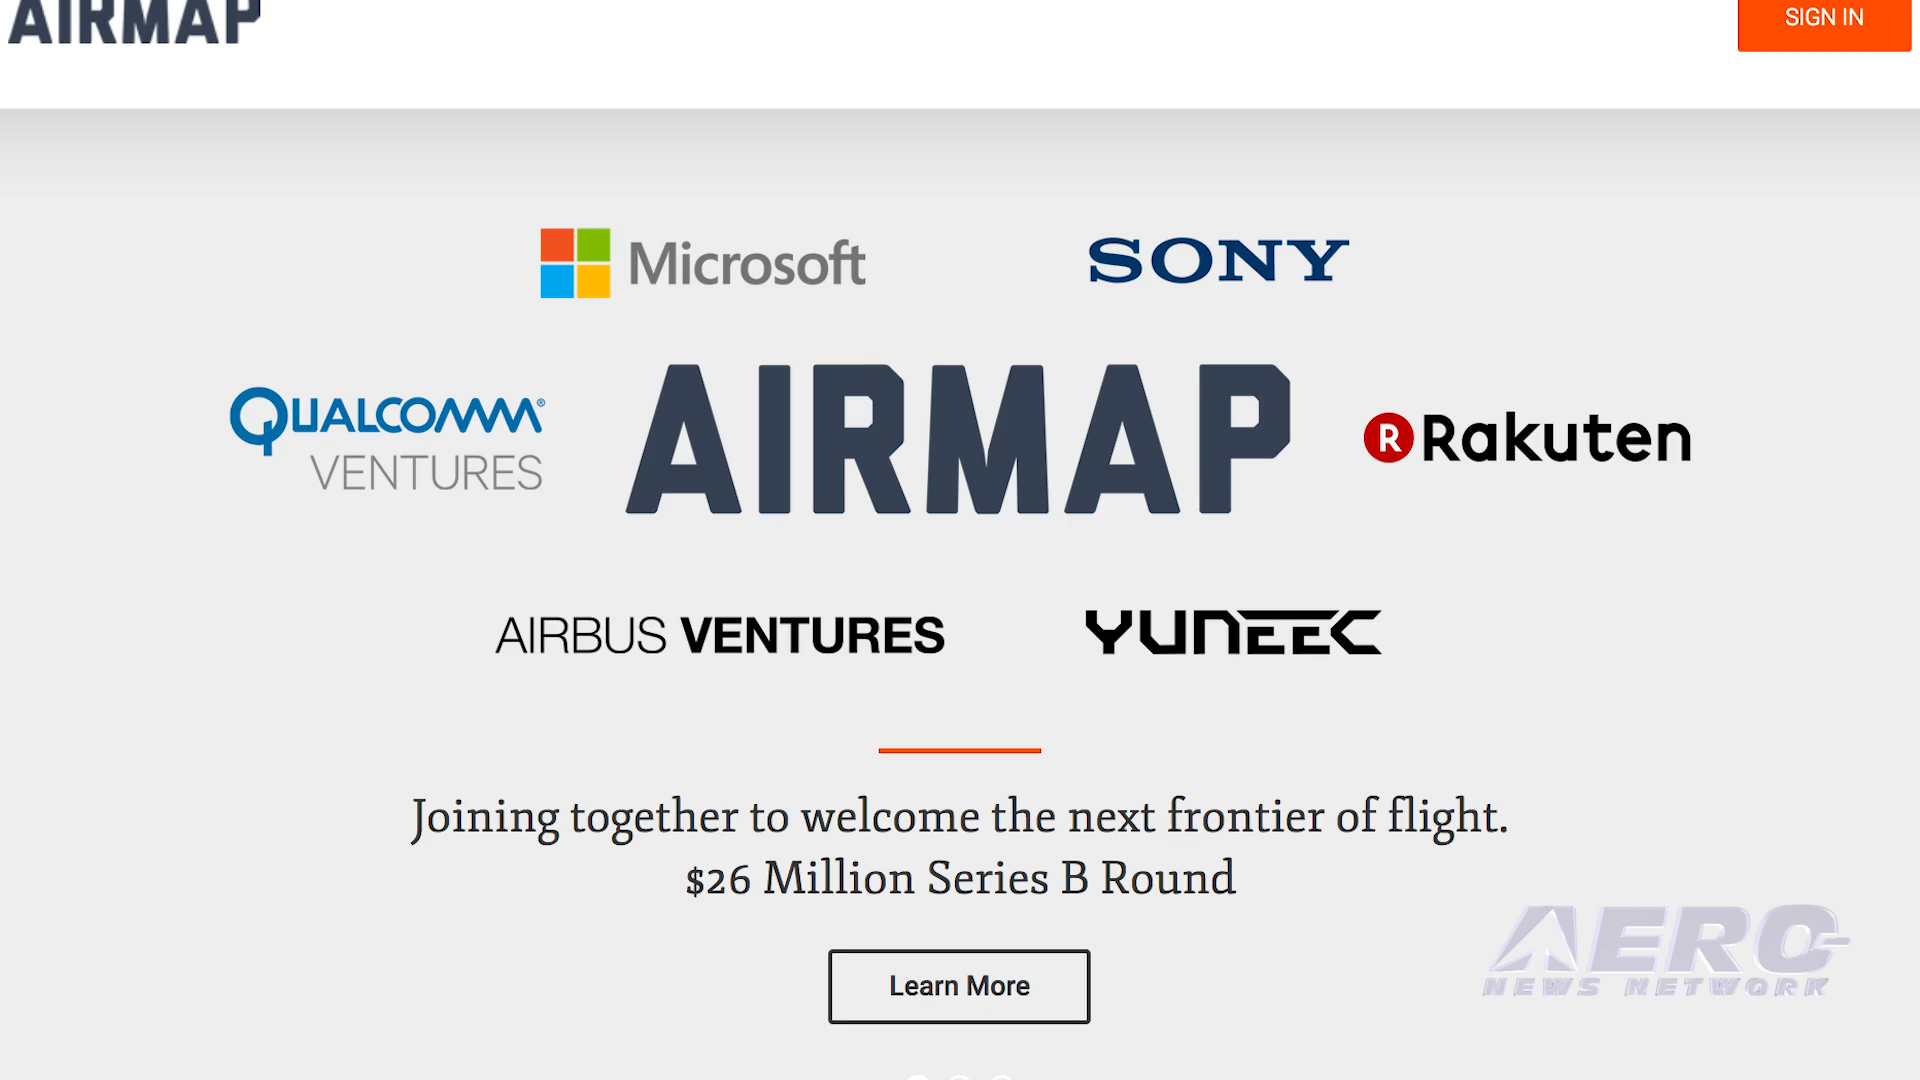 AIRMAP
SIGN IN
Microsoft
SONY
QUALCOMM®
VENTURES
AIRMAP
R Rakuten
AIRBUS VENTURES
YUNEEC
Joining together to welcome the next frontier of flight.
$26 Million Series B Round
Learn More
AERO-
NEWS NETWORK